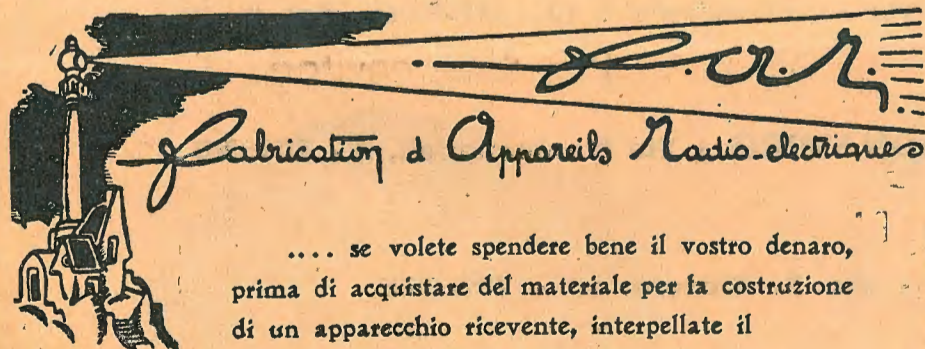 f.a.r.
Fabrication d Appareils Radio-electriques
.... se volete spendere bene il vostro denaro,
prima di acquistare del materiale per la costruzione
di un apparecchio ricevente, interpellate il